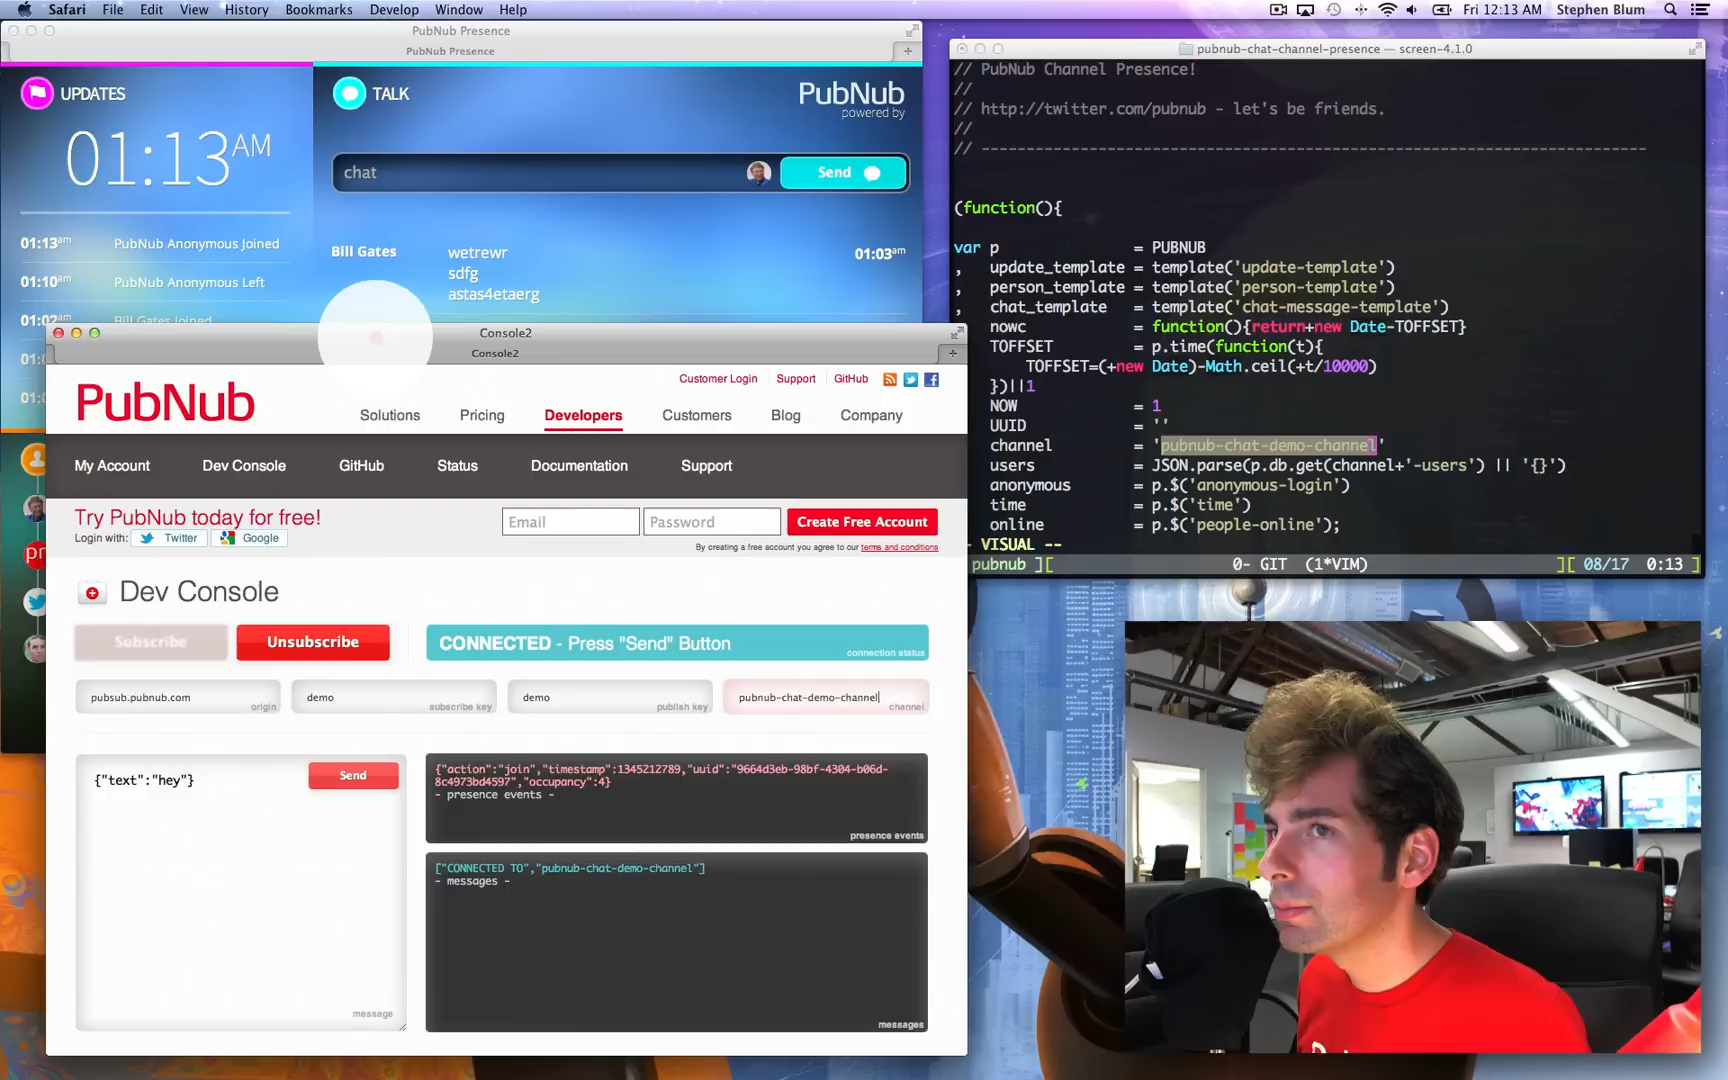 Safari File Edit View History Bookmarks Develop Window Help
Fri 12:13 AM Stephen Blum
PubNub Presence
PubNub Presence
UPDATES
01:13AM
01:13am PubNub Anonymous Joined
01:10am PubNub Anonymous Left
Bill Gates Joined
TALK
PubNub
powered by
chat
Send
Bill Gates wetrewr 01:03am
sdfg
astas4etaerg
pubnub-chat-channel-presence — screen-4.1.0
// PubNub Channel Presence!
//
// http://twitter.com/pubnub - let's be friends.
//
// --------------------------------------------------------------------------
(function(){
var p = PUBNUB
, update_template = template('update-template')
, person_template = template('person-template')
, chat_template = template('chat-message-template')
, nowc = function(){return+new Date-TOFFSET}
, TOFFSET = p.time(function(t){
TOFFSET=(+new Date)-Math.ceil(+t/10000)
})||1
, NOW = 1
, UUID = ''
, channel = 'pubnub-chat-demo-channel'
, users = JSON.parse(p.db.get(channel+'-users') || '{}')
, anonymous = p.$('anonymous-login')
, time = p.$('time')
, online = p.$('people-online');
-- VISUAL --
pubnub ][ 0- GIT (1*VIM) ][ 08/17 0:13 ]
Console2
Console2
PubNub
Customer Login Support GitHub
Solutions Pricing Developers Customers Blog Company
My Account Dev Console GitHub Status Documentation Support
Try PubNub today for free!
Login with: Twitter Google
Email Password Create Free Account
By creating a free account you agree to our terms and conditions
Dev Console
Subscribe Unsubscribe
CONNECTED - Press "Send" Button
connection status
pubsub.pubnub.com
origin
demo
subscribe key
demo
publish key
pubnub-chat-demo-channel
channel
{"text":"hey"}
Send
message
{"action":"join","timestamp":1345212789,"uuid":"9664d3eb-98bf-4304-b06d-
8c4973bd4597","occupancy":4}
- presence events -
presence events
["CONNECTED TO","pubnub-chat-demo-channel"]
- messages -
messages